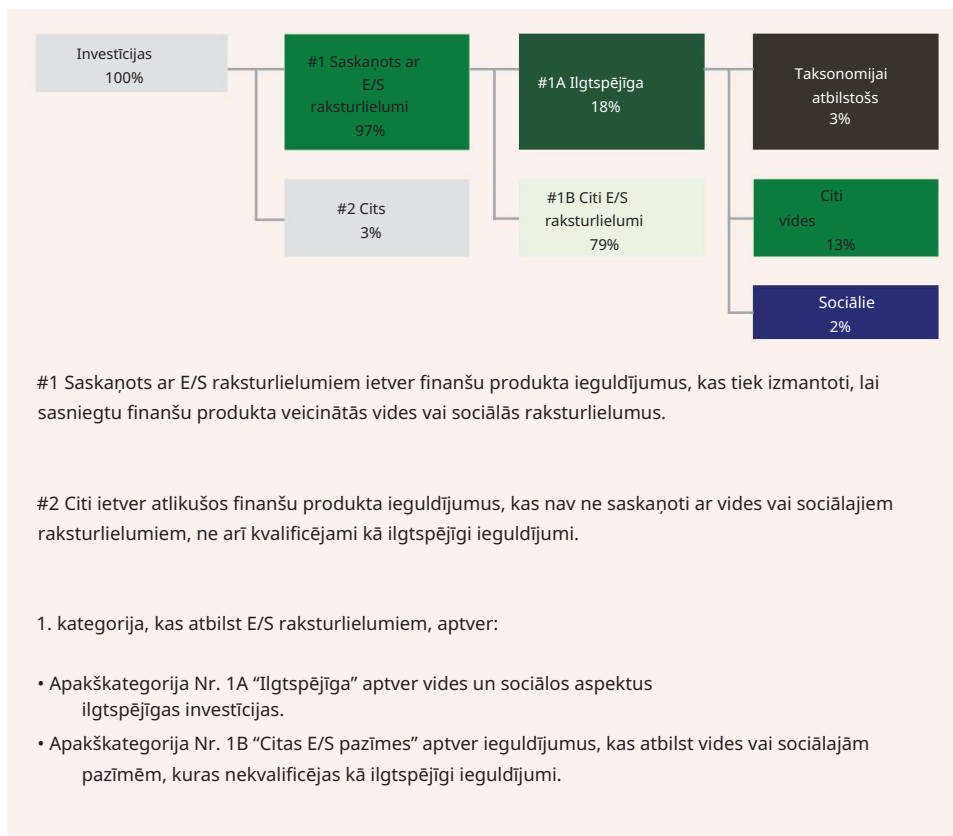 Investīcijas
100%
#1 Saskaņots ar
E/S
raksturlielumi
97%
#1A Ilgtspējīga
18%
Taksonomijai
atbilstošs
3%
#2 Cits
3%
#1B Citi E/S
raksturlielumi
79%
Citi
vides
13%
Sociālie
2%
#1 Saskaņots ar E/S raksturlielumiem ietver finanšu produkta ieguldījumus, kas tiek izmantoti, lai
sasniegtu finanšu produkta veicinātās vides vai sociālās raksturlielumus.
#2 Citi ietver atlikušos finanšu produkta ieguldījumus, kas nav ne saskaņoti ar vides vai sociālajiem
raksturlielumiem, ne arī kvalificējami kā ilgtspējīgi ieguldījumi.
1. kategorija, kas atbilst E/S raksturlielumiem, aptver:
• Apakškategorija Nr. 1A “Ilgtspējīga” aptver vides un sociālos aspektus
ilgtspējīgas investīcijas.
• Apakškategorija Nr. 1B “Citas E/S pazīmes” aptver ieguldījumus, kas atbilst vides vai sociālajām
pazīmēm, kuras nekvalificējas kā ilgtspējīgi ieguldījumi.